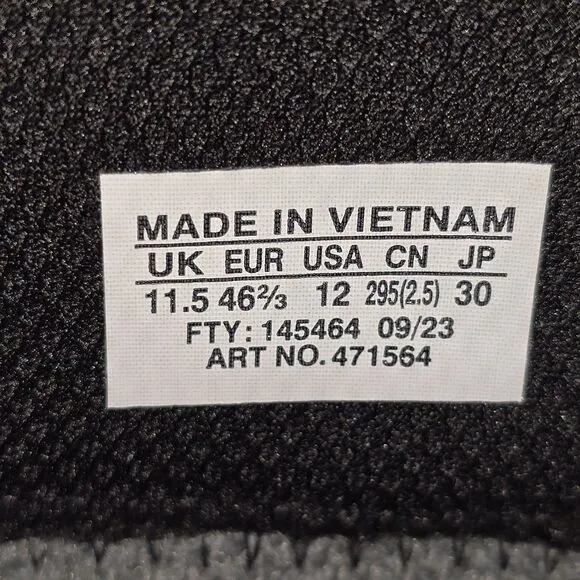 MADE IN VIETNAM
UK EUR USA CN JP
11.5 46⅔ 12 295(2.5) 30
FTY: 145464 09/23
ART NO. 471564